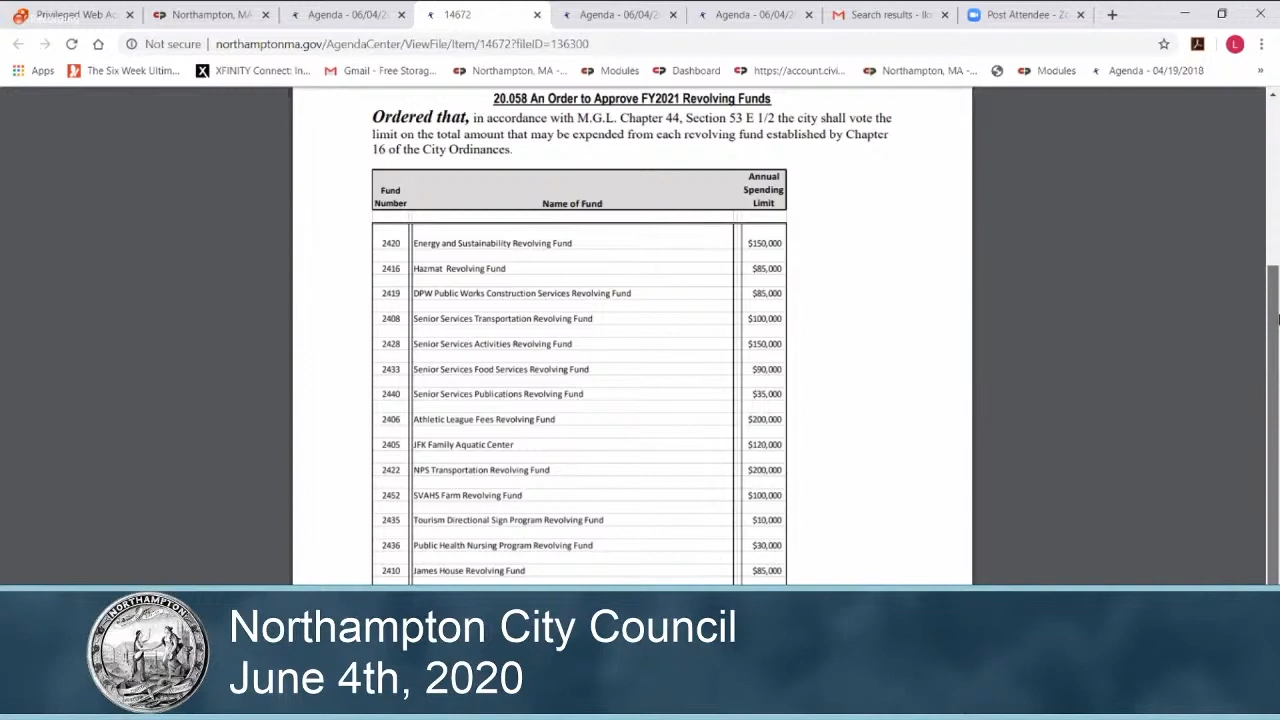 Privileged Web Ac
Northampton, MA
Agenda - 06/04/2
14672
Agenda - 06/04/2
Agenda - 06/04/2
Search results - lk
Post Attendee - Zo
Not secure | northamptonma.gov/AgendaCenter/ViewFile/Item/14672?fileID=136300
L
Apps
The Six Week Ultim...
XFINITY Connect: In...
Gmail - Free Storag...
Northampton, MA -...
Modules
Dashboard
https://account.civi...
Northampton, MA -...
Modules
Agenda - 04/19/2018
»
20.058 An Order to Approve FY2021 Revolving Funds
Ordered that, in accordance with M.G.L. Chapter 44, Section 53 E 1/2 the city shall vote the
limit on the total amount that may be expended from each revolving fund established by Chapter
16 of the City Ordinances.
Fund Number Name of Fund Annual Spending Limit
2420 Energy and Sustainability Revolving Fund $150,000
2416 Hazmat Revolving Fund $85,000
2419 DPW Public Works Construction Services Revolving Fund $85,000
2408 Senior Services Transportation Revolving Fund $100,000
2428 Senior Services Activities Revolving Fund $150,000
2433 Senior Services Food Services Revolving Fund $90,000
2440 Senior Services Publications Revolving Fund $35,000
2406 Athletic League Fees Revolving Fund $200,000
2405 JFK Family Aquatic Center $120,000
2422 NPS Transportation Revolving Fund $200,000
2452 SVAHS Farm Revolving Fund $100,000
2435 Tourism Directional Sign Program Revolving Fund $10,000
2436 Public Health Nursing Program Revolving Fund $30,000
2410 James House Revolving Fund $85,000
NORTHAMPTON
Northampton City Council
June 4th, 2020